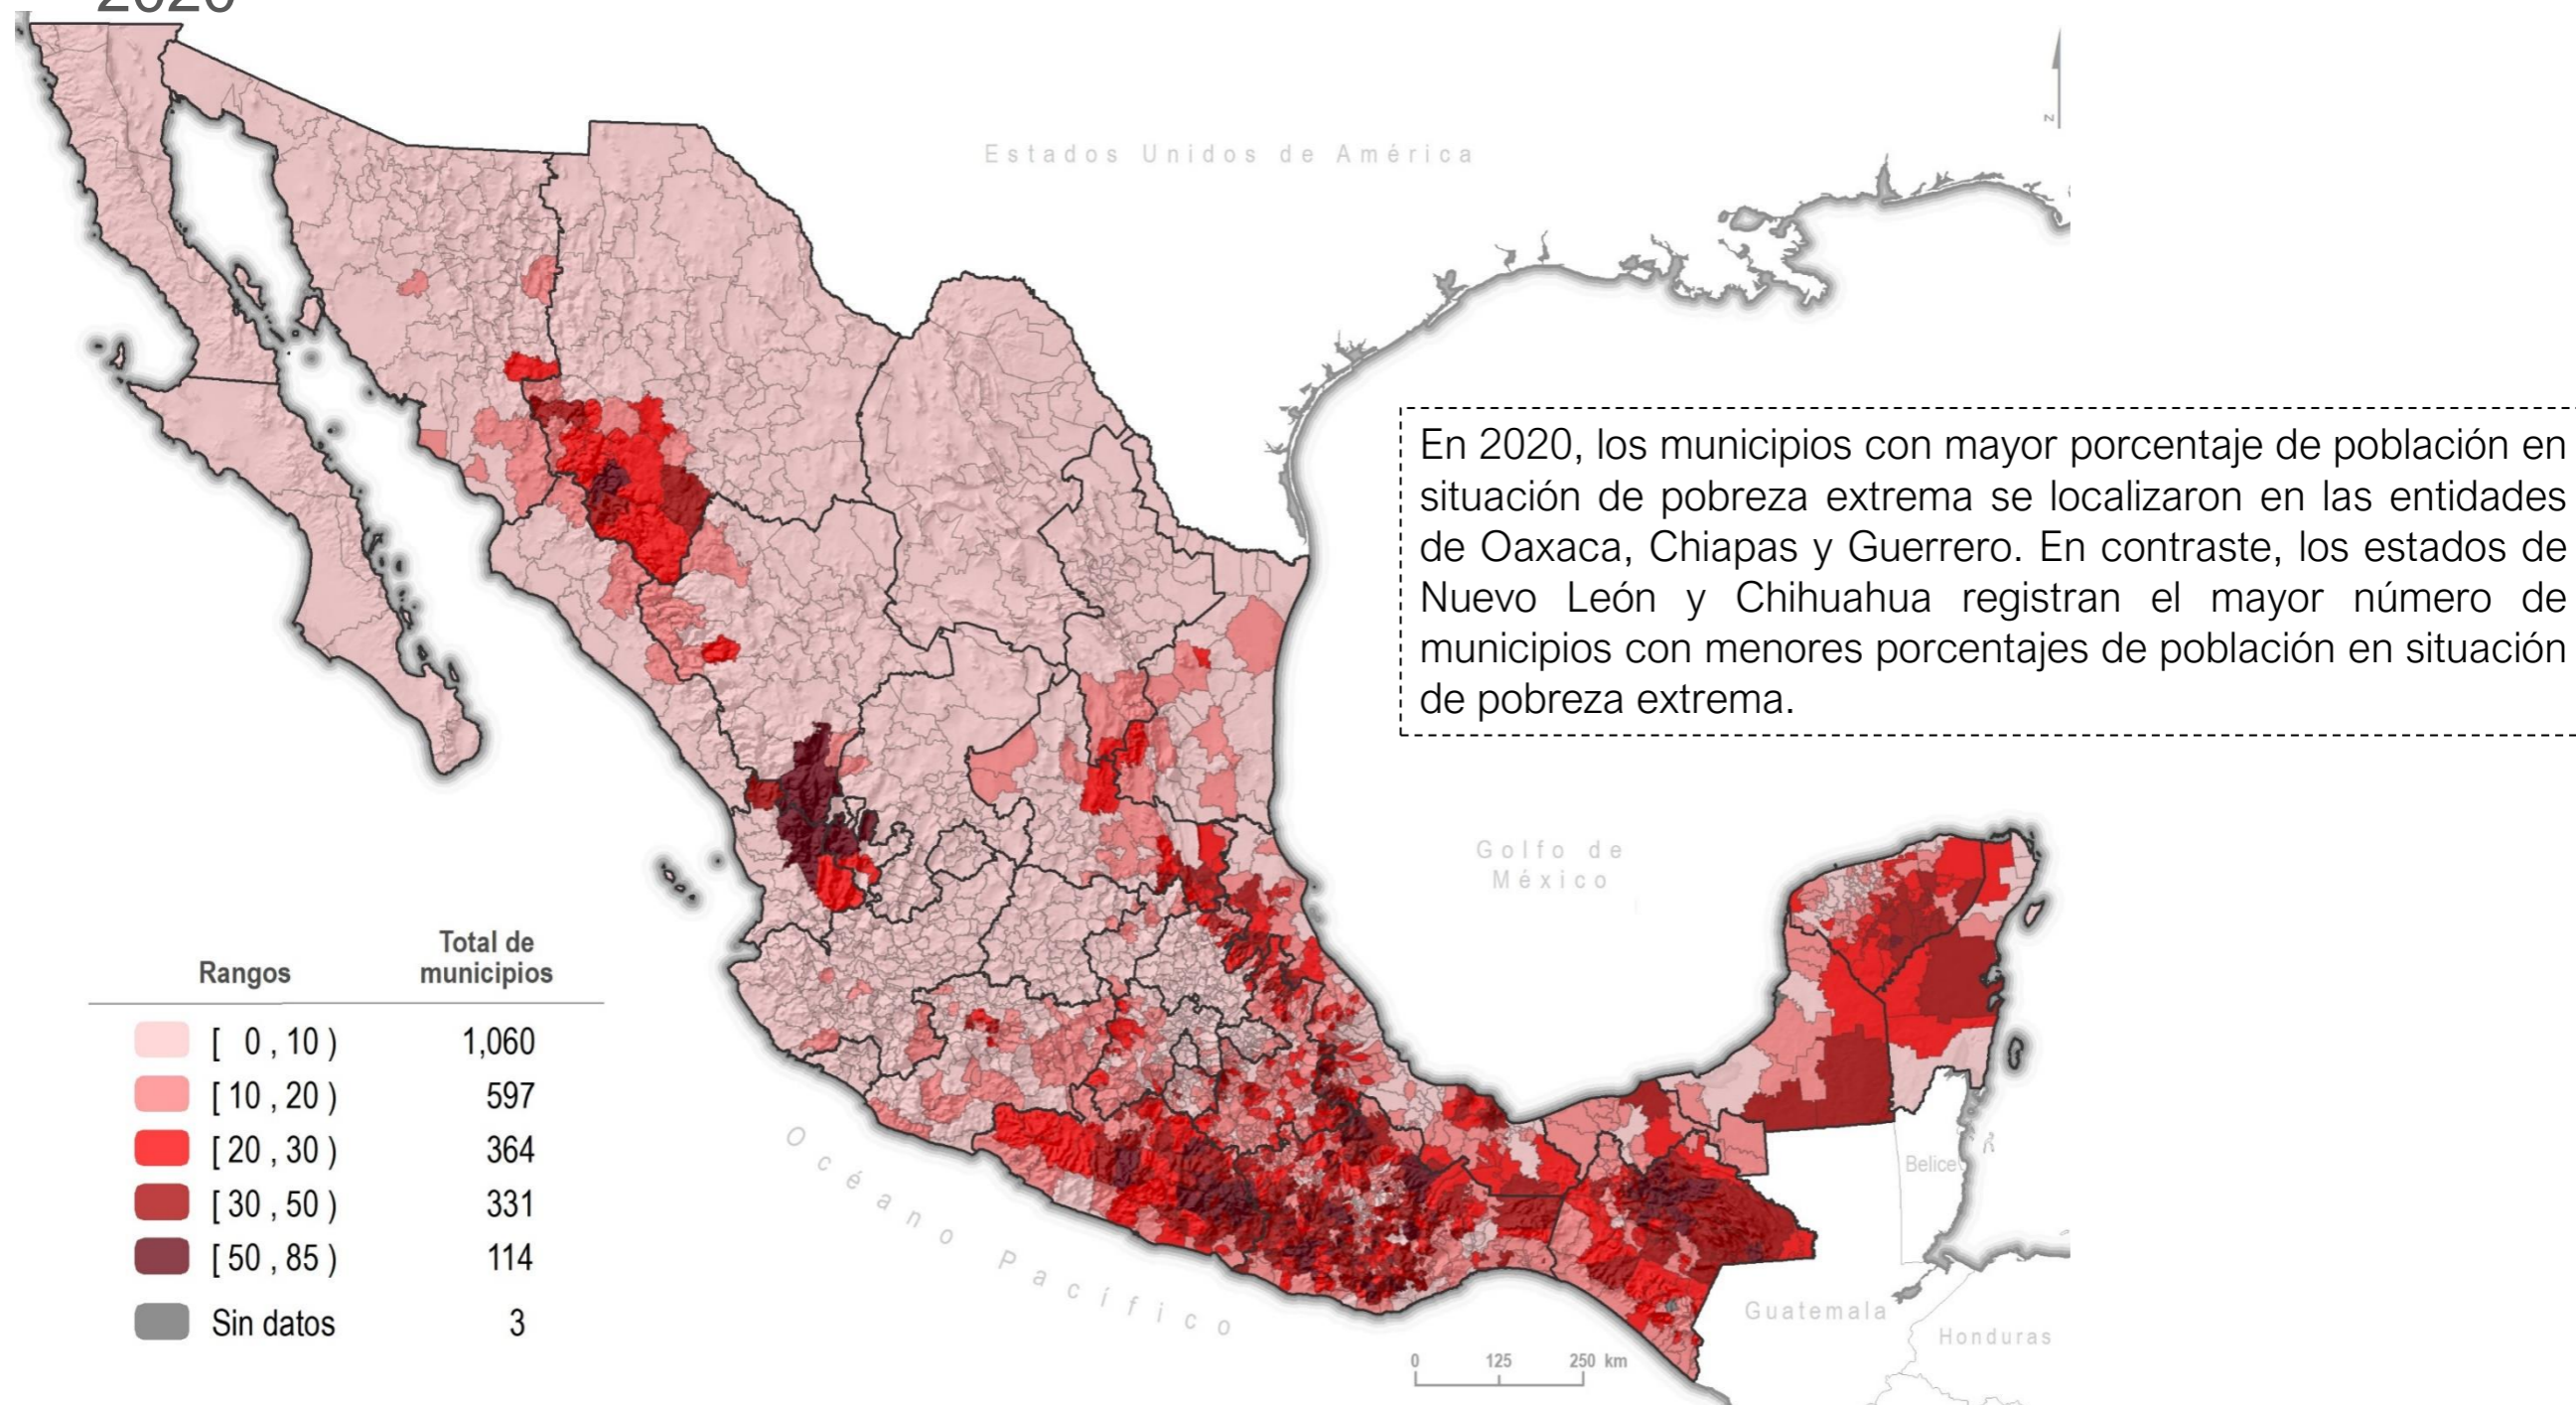 2020
Estados Unidos de América
N
En 2020, los municipios con mayor porcentaje de población en
situación de pobreza extrema se localizaron en las entidades
de Oaxaca, Chiapas y Guerrero. En contraste, los estados de
Nuevo León y Chihuahua registran el mayor número de
municipios con menores porcentajes de población en situación
de pobreza extrema.
Golfo de
México
Rangos Total de
municipios
[ 0 , 10 ) 1,060
[ 10 , 20 ) 597
[ 20 , 30 ) 364
[ 30 , 50 ) 331
[ 50 , 85 ) 114
Sin datos 3
Océano Pacífico
Belice
Guatemala
Honduras
0 125 250 km